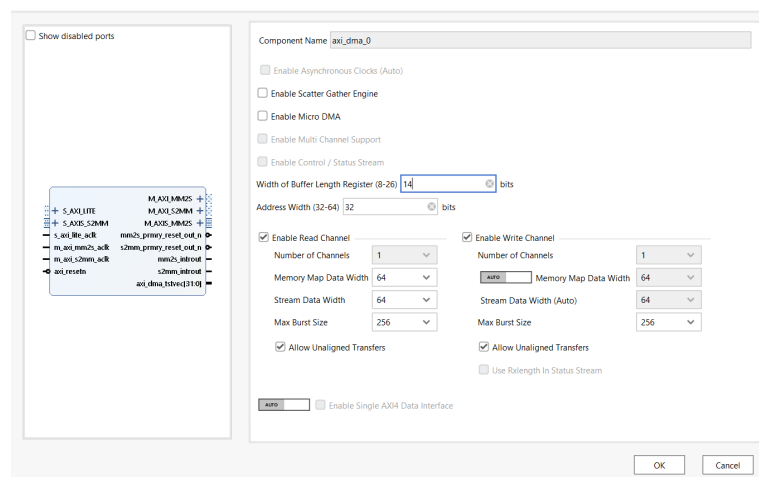 Show disabled ports
Component Name axi_dma_0
Enable Asynchronous Clocks (Auto)
Enable Scatter Gather Engine
Enable Micro DMA
Enable Multi Channel Support
Enable Control / Status Stream
Width of Buffer Length Register (8-26) 14 bits
Address Width (32-64) 32 bits
M_AXI_MM2S
S_AXI_LITE M_AXI_S2MM
S_AXIS_S2MM M_AXIS_MM2S
s_axi_lite_aclk mm2s_prmry_reset_out_n
m_axi_mm2s_aclk s2mm_prmry_reset_out_n
m_axi_s2mm_aclk mm2s_introut
axi_resetn s2mm_introut
axi_dma_tstvec[31:0]
Enable Read Channel
Number of Channels 1
Memory Map Data Width 64
Stream Data Width 64
Max Burst Size 256
Allow Unaligned Transfers
Enable Write Channel
Number of Channels 1
AUTO Memory Map Data Width 64
Stream Data Width (Auto) 64
Max Burst Size 256
Allow Unaligned Transfers
Use Rxlength In Status Stream
AUTO Enable Single AXI4 Data Interface
OK Cancel